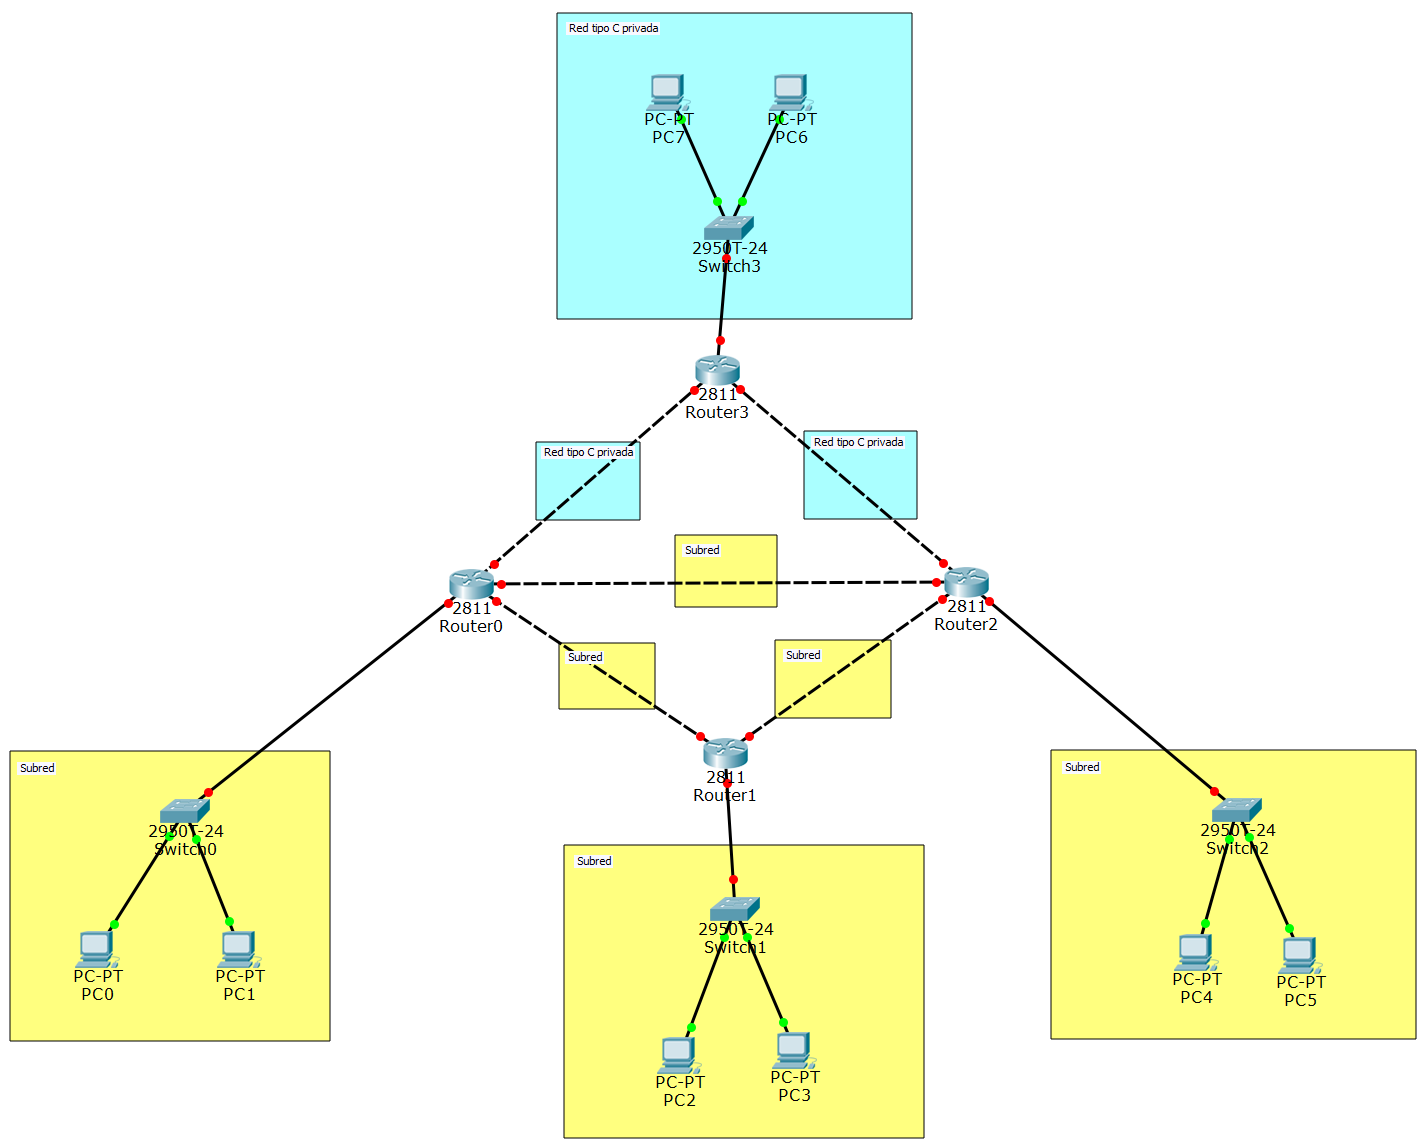 Red tipo C privada
PC-PT
PC7
PC-PT
PC6
2950T-24
Switch3
2811
Router3
Red tipo C privada
Red tipo C privada
Subred
2811
Router0
2811
Router2
Subred
Subred
2811
Router1
Subred
2950T-24
Switch0
PC-PT
PC0
PC-PT
PC1
Subred
2950T-24
Switch1
PC-PT
PC2
PC-PT
PC3
Subred
2950T-24
Switch2
PC-PT
PC4
PC-PT
PC5